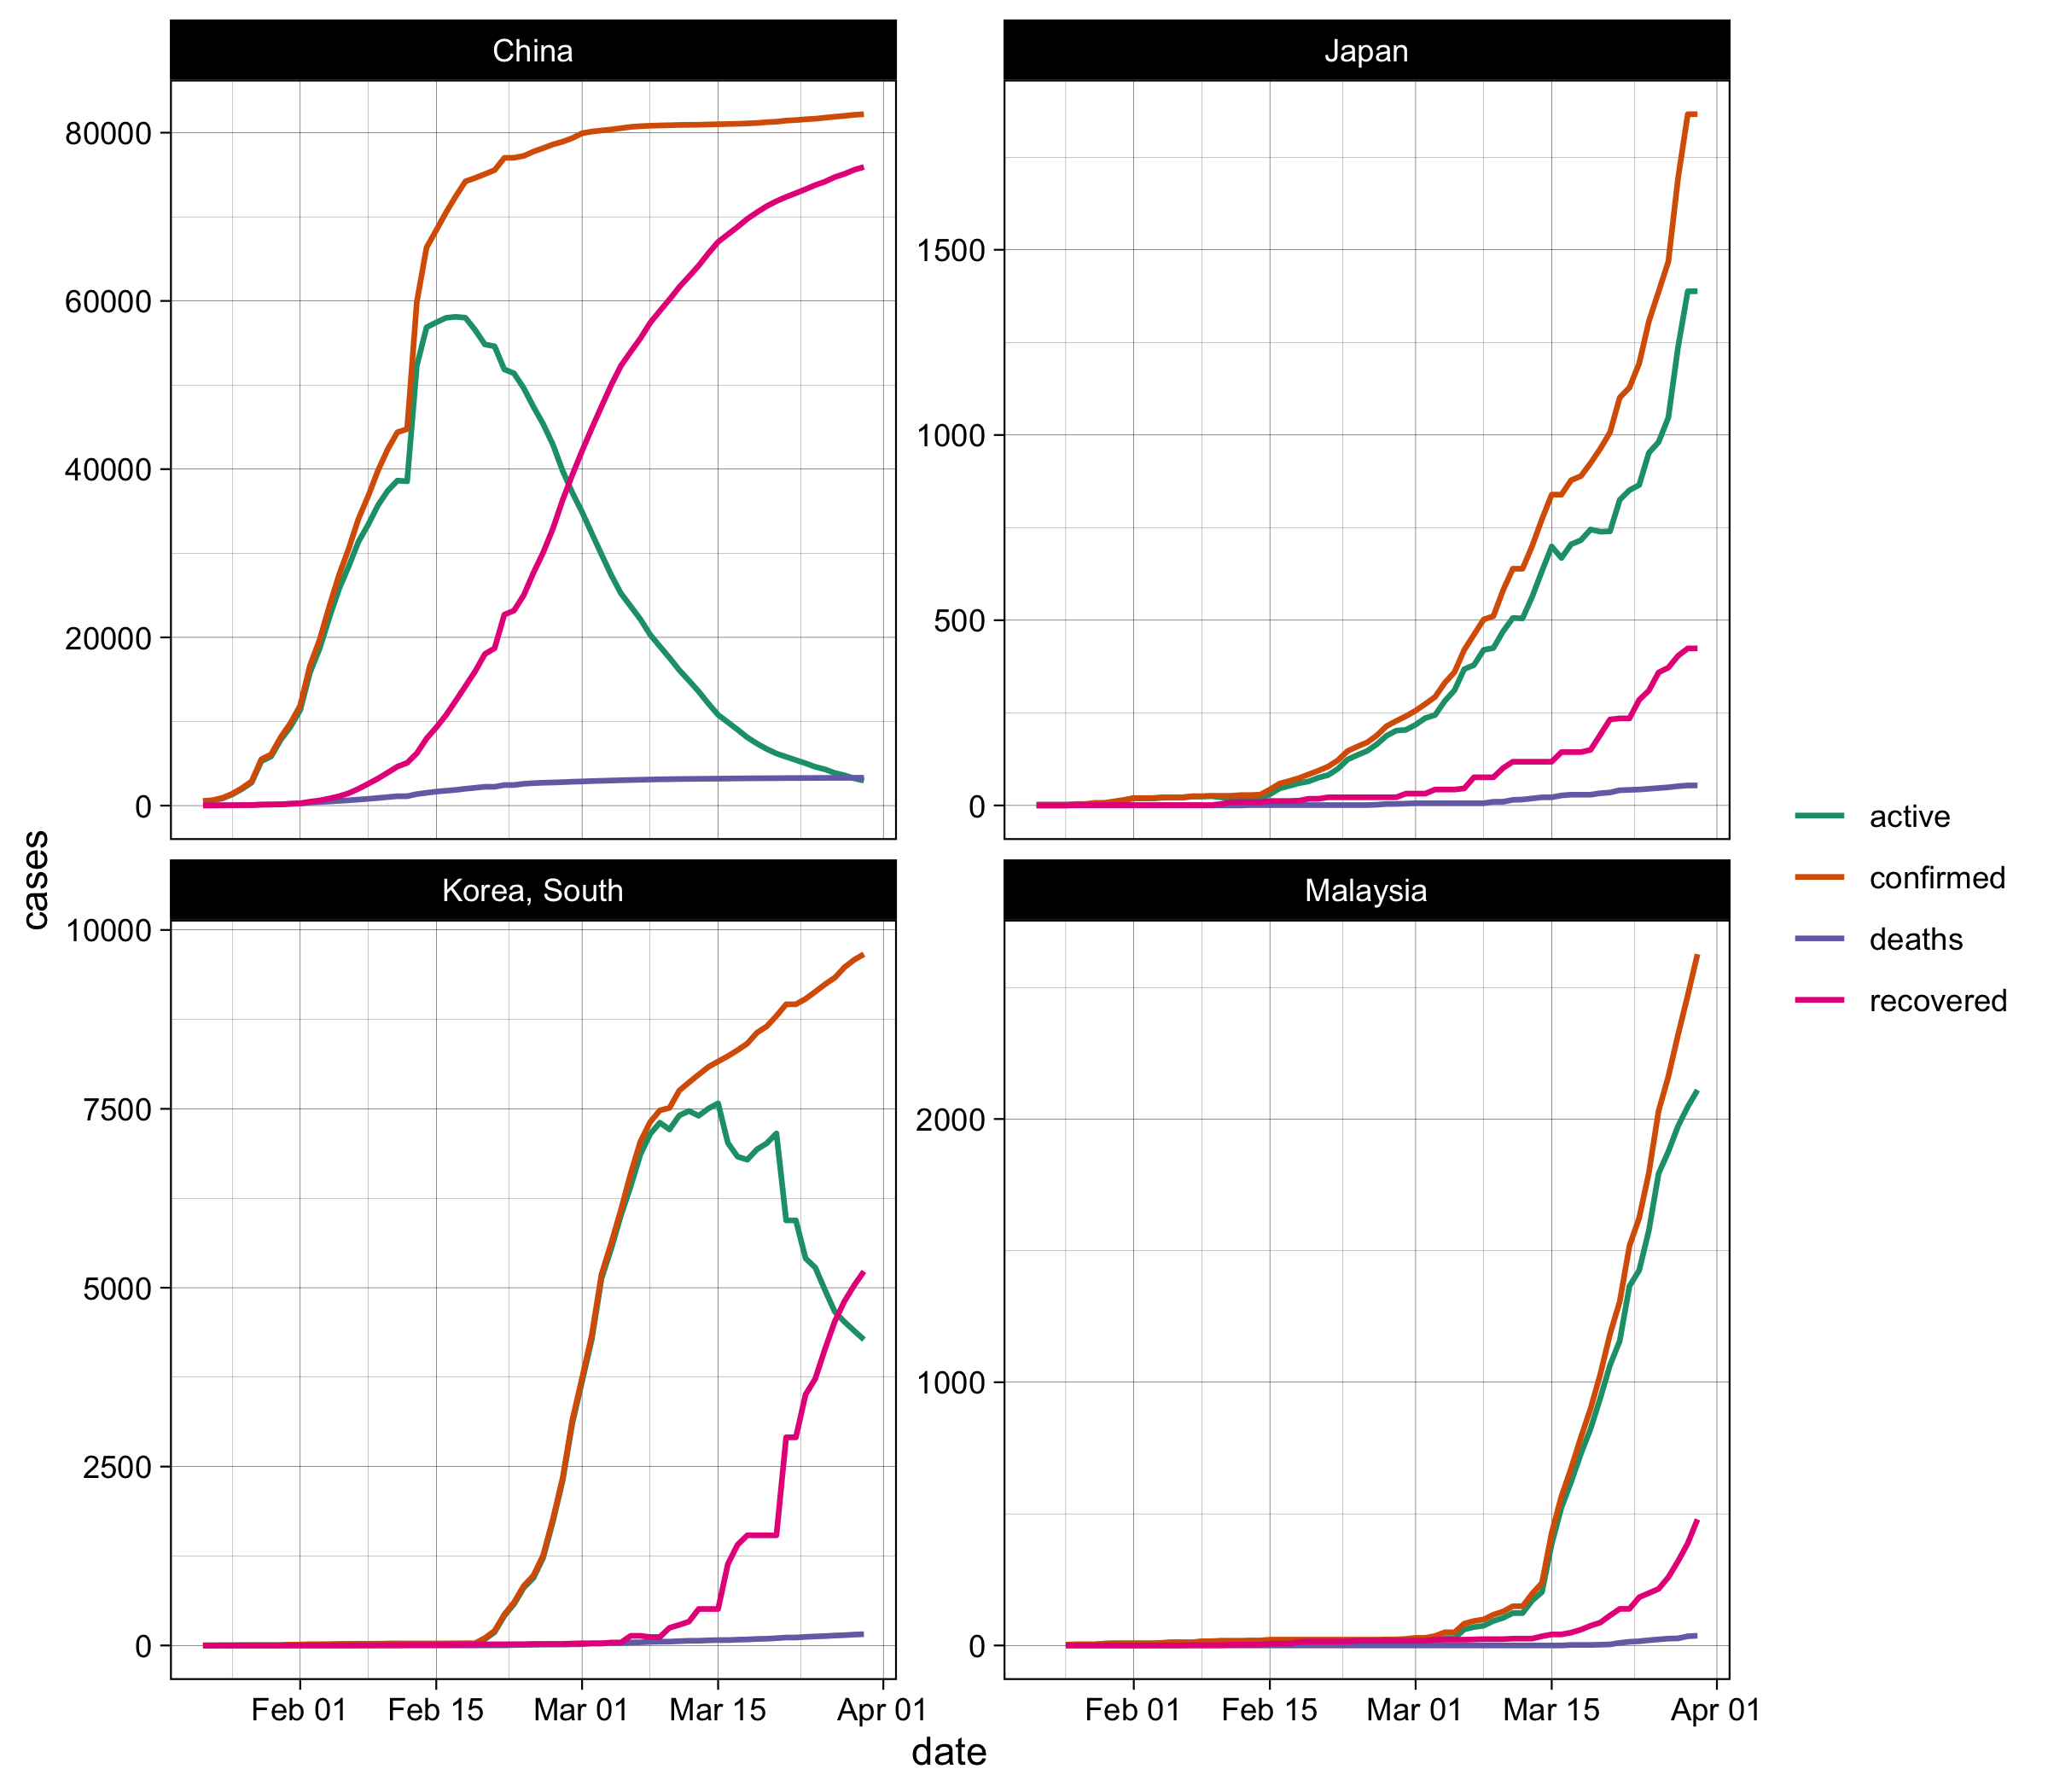 China
Japan
80000
60000
40000
20000
0
1500
1000
500
0
Korea, South
Malaysia
10000
7500
5000
2500
0
2000
1000
0
Feb 01 Feb 15 Mar 01 Mar 15 Apr 01
Feb 01 Feb 15 Mar 01 Mar 15 Apr 01
date
cases
active
confirmed
deaths
recovered